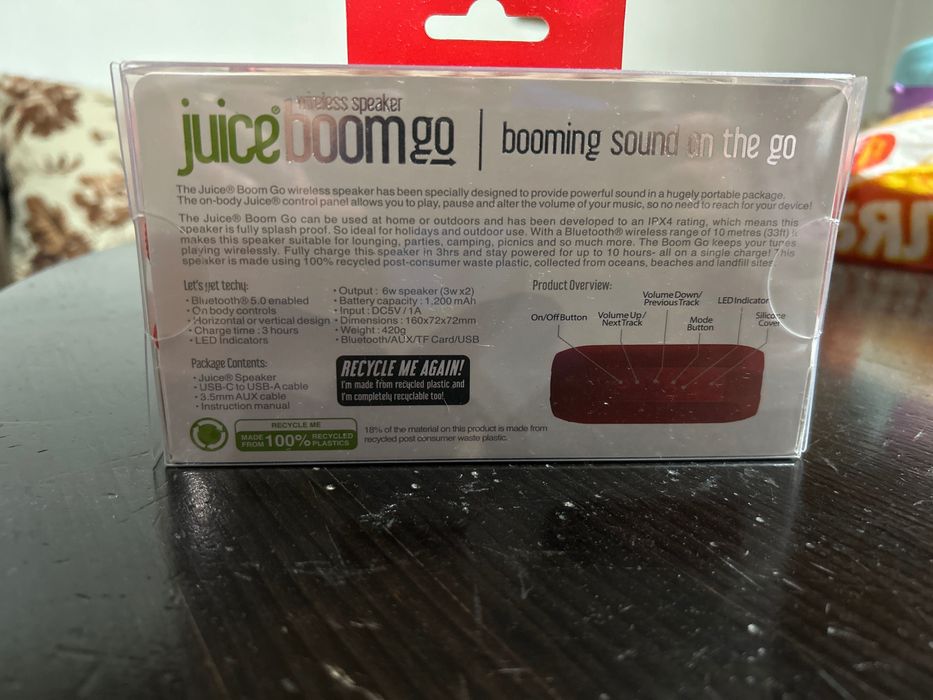 wireless speaker
juice® boom go | booming sound on the go
The Juice® Boom Go wireless speaker has been specially designed to provide powerful sound in a hugely portable package.
The on-body Juice® control panel allows you to play, pause and alter the volume of your music, so no need to reach for your device!
The Juice® Boom Go can be used at home or outdoors and has been developed to an IPX4 rating, which means this
speaker is fully splash proof. So ideal for holidays and outdoor use. With a Bluetooth® wireless range of 10 metres (33ft) it
makes this speaker suitable for lounging, parties, camping, picnics and so much more. The Boom Go keeps your tunes
playing wirelessly. Fully charge this speaker in 3hrs and stay powered for up to 10 hours- all on a single charge! This
speaker is made using 100% recycled post-consumer waste plastic, collected from oceans, beaches and landfill sites
Let's get techy:
• Bluetooth® 5.0 enabled
• On body controls
• Horizontal or vertical design
• Charge time : 3 hours
• LED Indicators
• Output : 6w speaker (3w x2)
• Battery capacity : 1,200 mAh
• Input : DC5V / 1A
• Dimensions : 160x72x72mm
• Weight : 420g
• Bluetooth/AUX/TF Card/USB
Package Contents:
• Juice® Speaker
• USB-C to USB-A cable
• 3.5mm AUX cable
• Instruction manual
RECYCLE ME AGAIN!
I'm made from recycled plastic and
I'm completely recyclable too!
RECYCLE ME
MADE FROM 100% RECYCLED PLASTICS
18% of the material on this product is made from
recycled post consumer waste plastic.
Product Overview:
On/Off Button
Volume Up/
Next Track
Volume Down/
Previous Track
Mode
Button
LED Indicator
Silicone
Cover